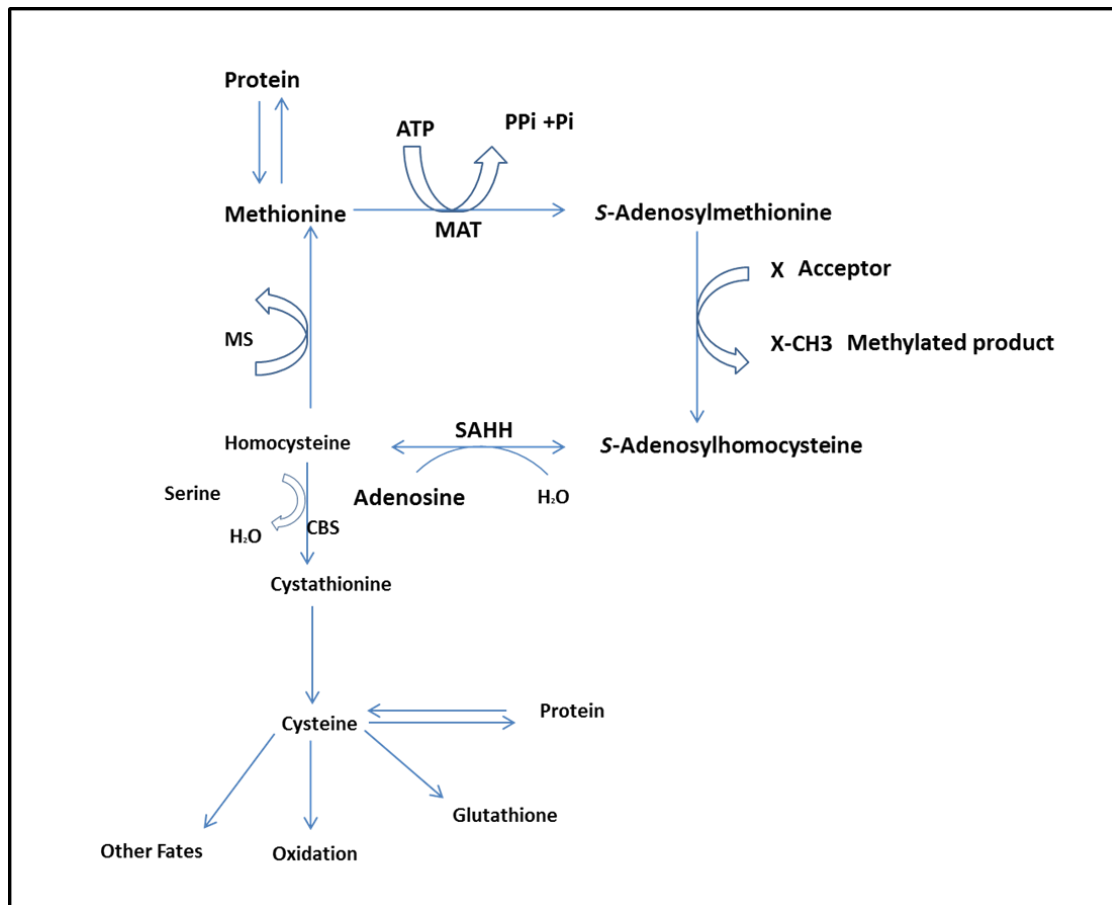 Protein
ATP PPi +Pi
Methionine MAT S-Adenosylmethionine
X Acceptor
MS X-CH3 Methylated product
Homocysteine SAHH S-Adenosylhomocysteine
Serine Adenosine H₂O
H₂O CBS
Cystathionine
Cysteine Protein
Glutathione
Other Fates Oxidation